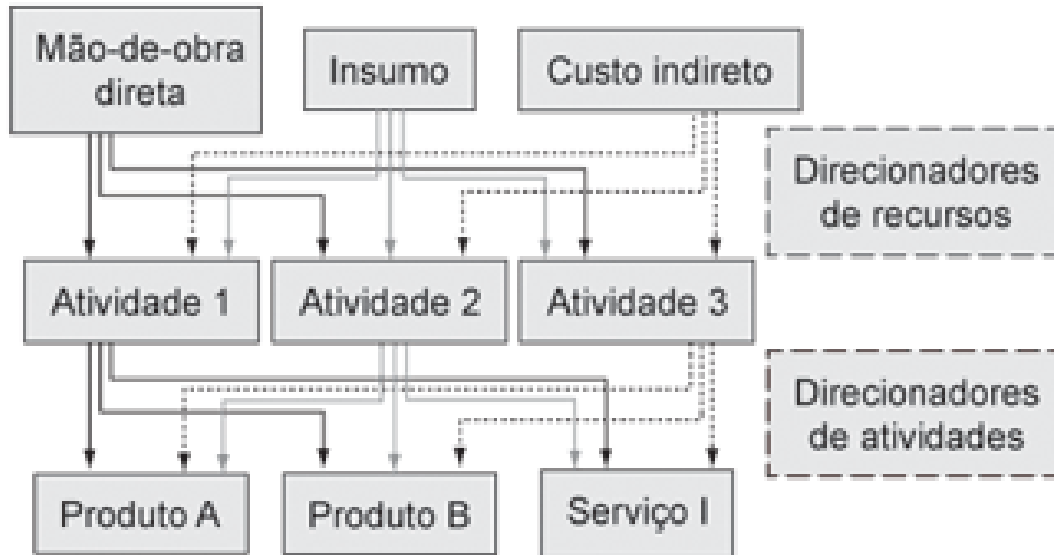 Mão-de-obra
direta
Insumo
Custo indireto
Direcionadores
de recursos
Atividade 1
Atividade 2
Atividade 3
Direcionadores
de atividades
Produto A
Produto B
Serviço I